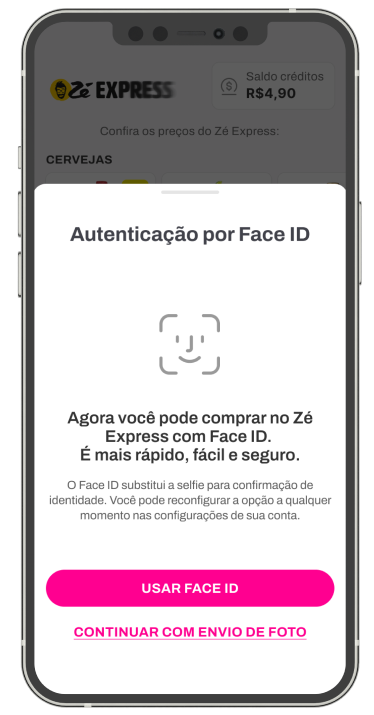 Zé EXPRESS
Saldo créditos
R$4,90
Confira os preços do Zé Express:
CERVEJAS
Autenticação por Face ID
Agora você pode comprar no Zé
Express com Face ID.
É mais rápido, fácil e seguro.
O Face ID substitui a selfie para confirmação de
identidade. Você pode reconfigurar a opção a qualquer
momento nas configurações de sua conta.
USAR FACE ID
CONTINUAR COM ENVIO DE FOTO